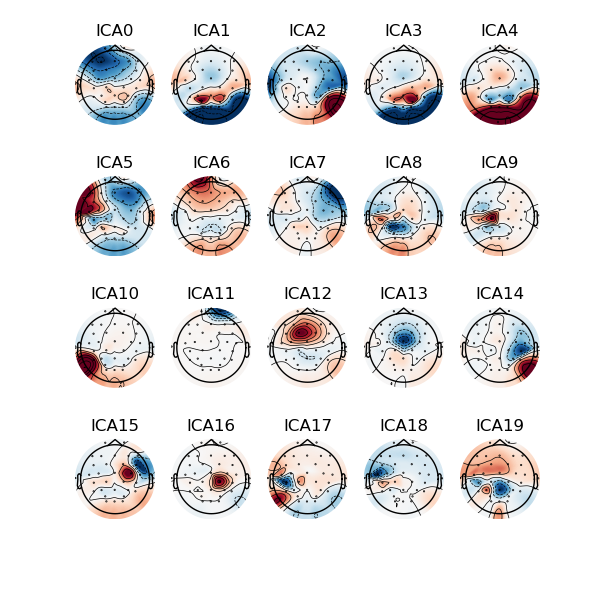 ICA0 ICA1 ICA2 ICA3 ICA4
ICA5 ICA6 ICA7 ICA8 ICA9
ICA10 ICA11 ICA12 ICA13 ICA14
ICA15 ICA16 ICA17 ICA18 ICA19